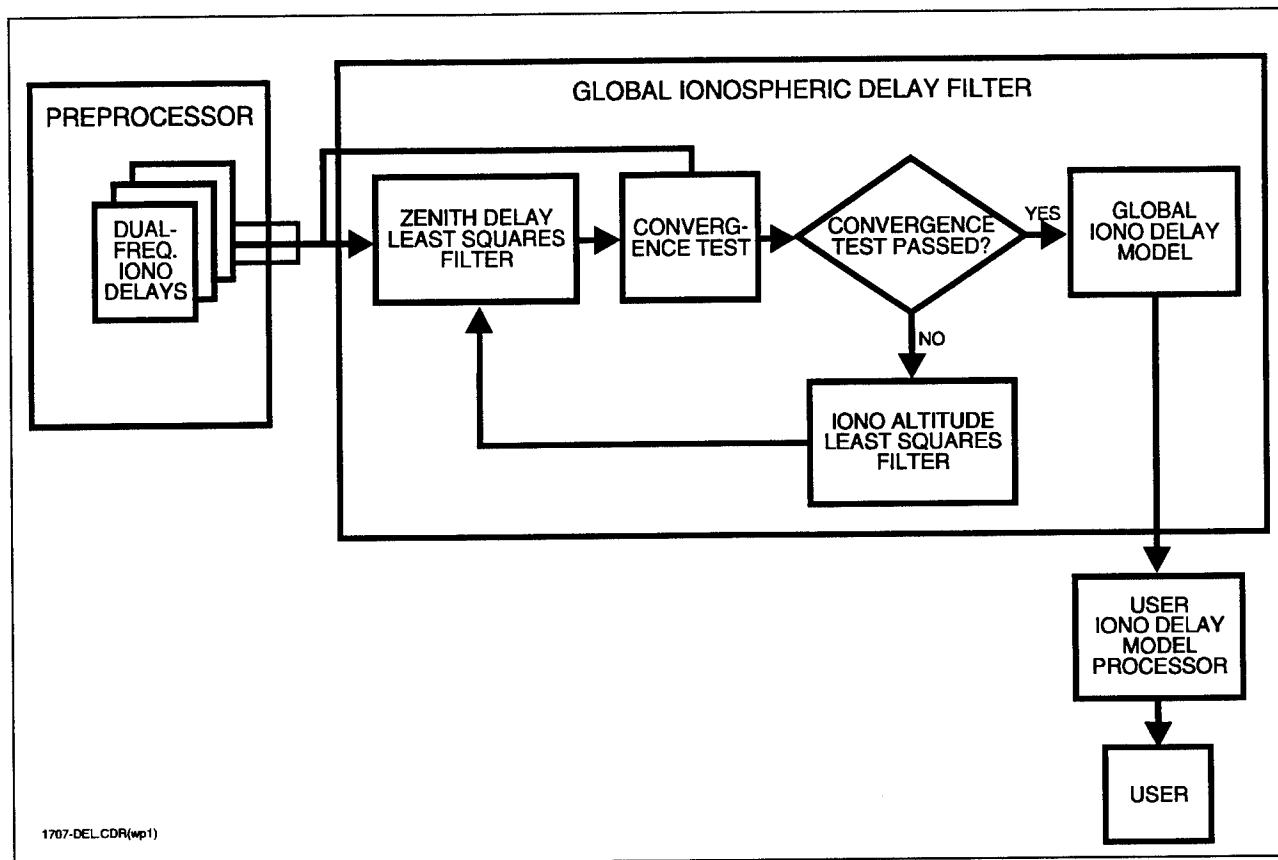 GLOBAL IONOSPHERIC DELAY FILTER
PREPROCESSOR
DUAL-
FREQ.
IONO
DELAYS
ZENITH DELAY
LEAST SQUARES
FILTER
CONVERG-
ENCE TEST
CONVERGENCE
TEST PASSED?
YES
GLOBAL
IONO DELAY
MODEL
NO
IONO ALTITUDE
LEAST SQUARES
FILTER
USER
IONO DELAY
MODEL
PROCESSOR
USER
1707-DEL.CDR(wp1)